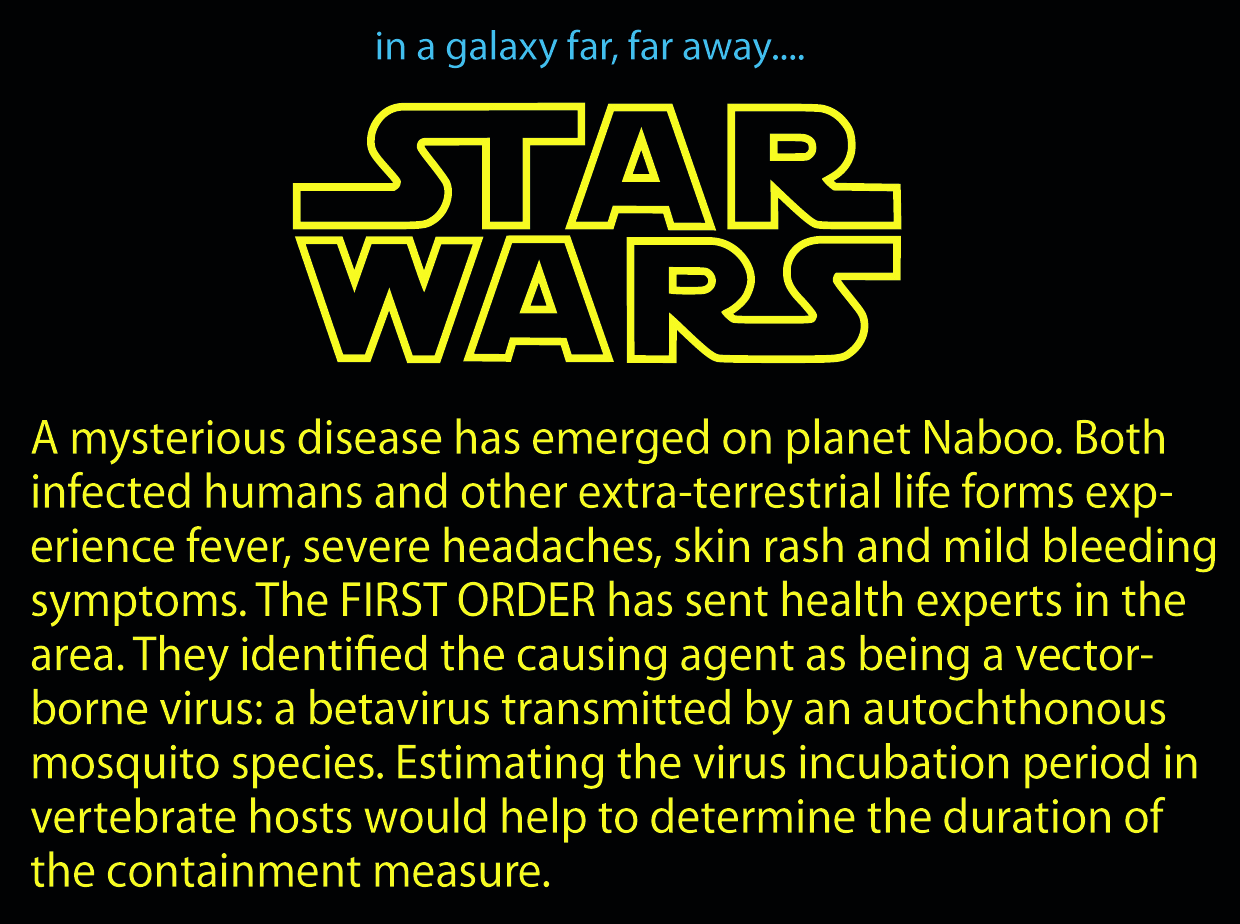 in a galaxy far, far away....
STAR
WARS
A mysterious disease has emerged on planet Naboo. Both
infected humans and other extra-terrestrial life forms exp-
erience fever, severe headaches, skin rash and mild bleeding
symptoms. The FIRST ORDER has sent health experts in the
area. They identified the causing agent as being a vector-
borne virus: a betavirus transmitted by an autochthonous
mosquito species. Estimating the virus incubation period in
vertebrate hosts would help to determine the duration of
the containment measure.